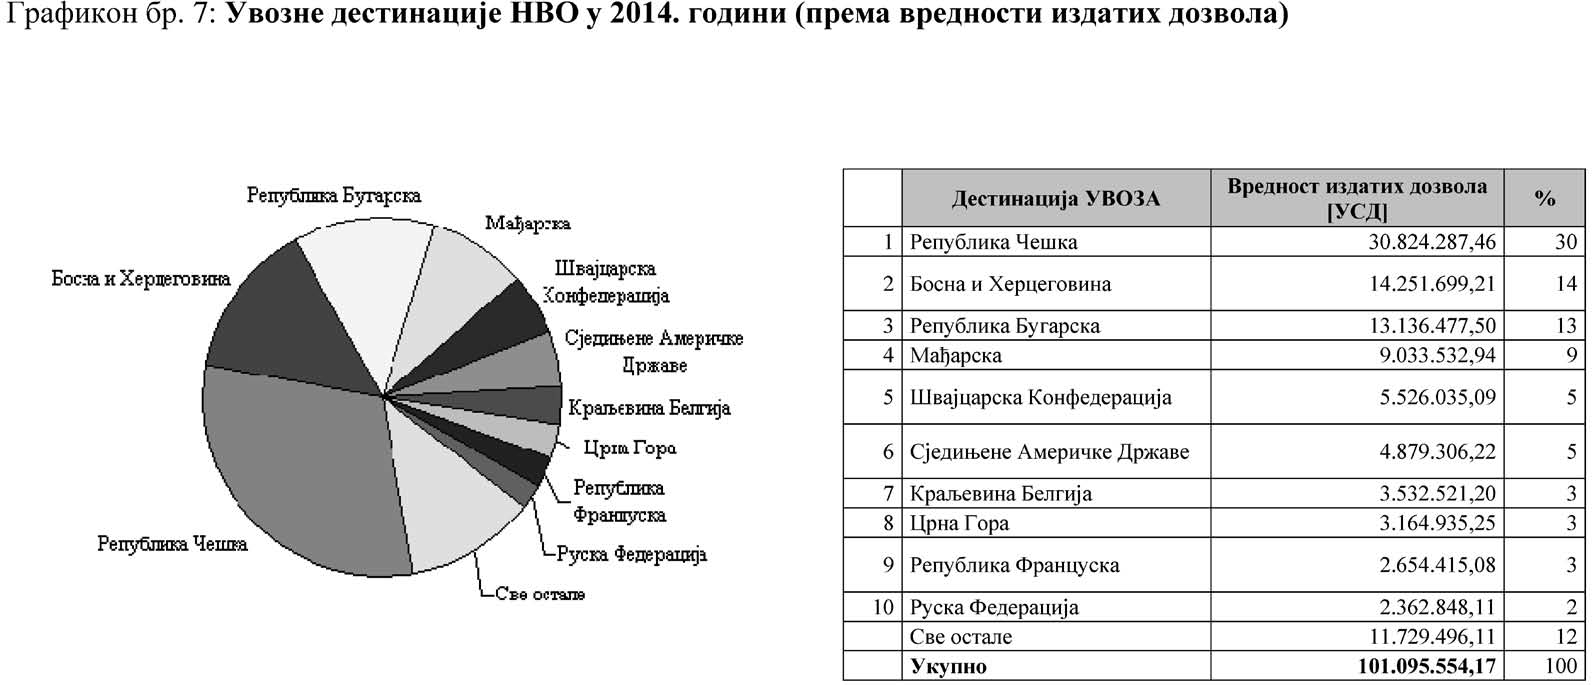 Графикон бр. 7: Увозне дестинације НВО у 2014. години (према вредности издатих дозвола)
Република Бугарска
Мађарска
Швајцарска
Конфедерација
Босна и Херцеговина
Сједињене Америчке
Државе
Краљевина Белгија
Црна Гора
Република
Француска
Руска Федерација
Република Чешка
Све остале
Дестинација УВОЗА Вредност издатих дозвола [УСД] %
1 Република Чешка 30.824.287,46 30
2 Босна и Херцеговина 14.251.699,21 14
3 Република Бугарска 13.136.477,50 13
4 Мађарска 9.033.532,94 9
5 Швајцарска Конфедерација 5.526.035,09 5
6 Сједињене Америчке Државе 4.879.306,22 5
7 Краљевина Белгија 3.532.521,20 3
8 Црна Гора 3.164.935,25 3
9 Република Француска 2.654.415,08 3
10 Руска Федерација 2.362.848,11 2
Све остале 11.729.496,11 12
Укупно 101.095.554,17 100